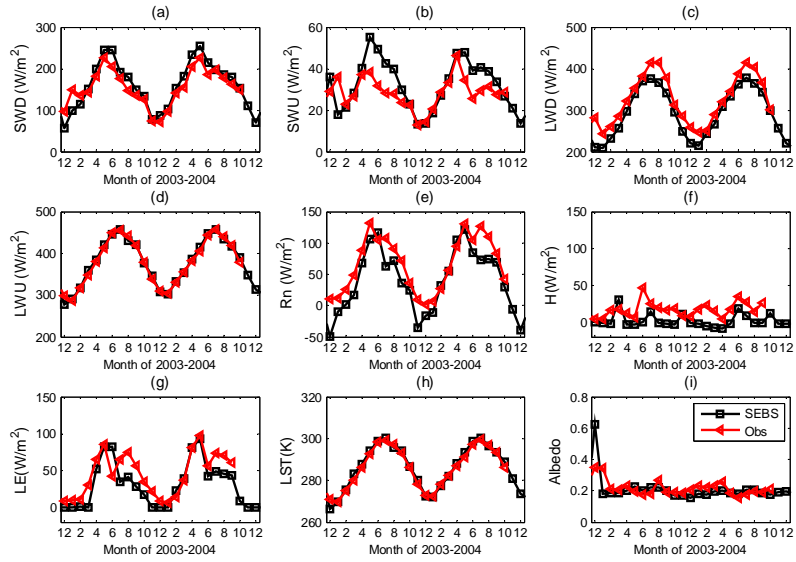 (a) (b) (c)
300 60 400
200 40 300
100 20
0 0 200
SWD (W/m²) SWU (W/m²) LWD (W/m²)
12 2 4 6 8 10 12 2 4 6 8 10 12 12 2 4 6 8 10 12 2 4 6 8 10 12 12 2 4 6 8 10 12 2 4 6 8 10 12
Month of 2003-2004 Month of 2003-2004 Month of 2003-2004
(d) (e) (f)
500 150 150
400 100 100
300 50 50
200 0 0
-50
LWU (W/m²) Rn (W/m²) H(W/m²)
12 2 4 6 8 10 12 2 4 6 8 10 12 12 2 4 6 8 10 12 2 4 6 8 10 12 12 2 4 6 8 10 12 2 4 6 8 10 12
Month of 2003-2004 Month of 2003-2004 Month of 2003-2004
(g) (h) (i)
150 320 0.8
100 300 0.6
50 280 0.4
0 260 0.2
0
LE(W/m²) LST(K) Albedo
SEBS
Obs
12 2 4 6 8 10 12 2 4 6 8 10 12 12 2 4 6 8 10 12 2 4 6 8 10 12 12 2 4 6 8 10 12 2 4 6 8 10 12
Month of 2003-2004 Month of 2003-2004 Month of 2003-2004